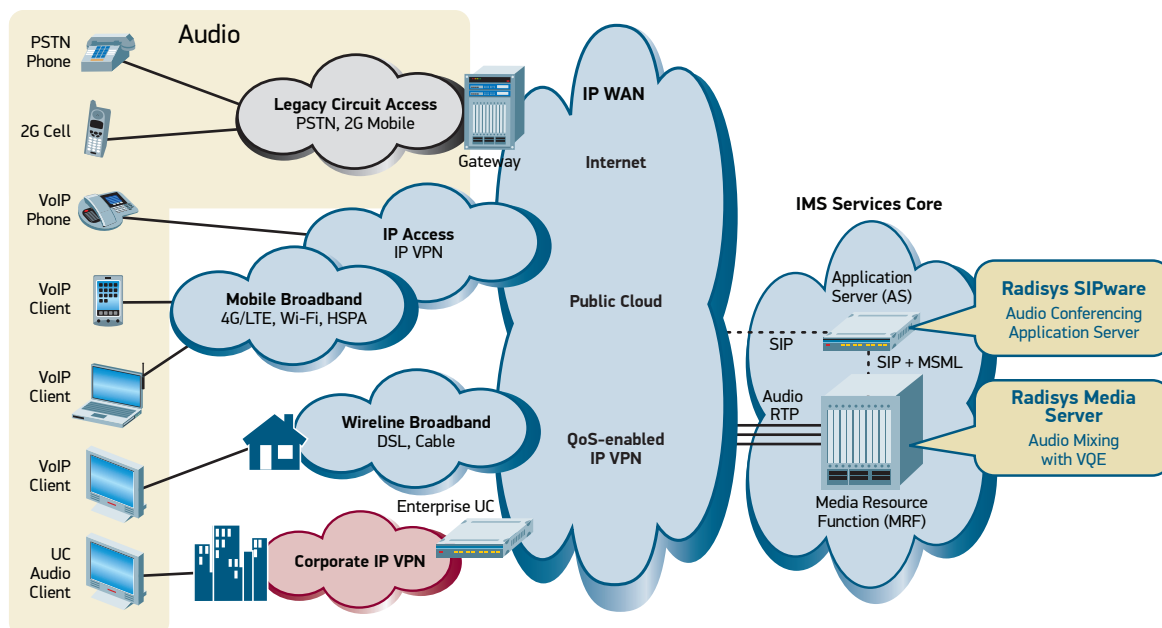 Audio
PSTN
Phone
2G Cell
VoIP
Phone
VoIP
Client
VoIP
Client
VoIP
Client
UC
Audio
Client
Legacy Circuit Access
PSTN, 2G Mobile
Gateway
IP Access
IP VPN
Mobile Broadband
4G/LTE, Wi-Fi, HSPA
Wireline Broadband
DSL, Cable
Enterprise UC
Corporate IP VPN
IP WAN
Internet
Public Cloud
QoS-enabled
IP VPN
IMS Services Core
Application
Server (AS)
SIP
SIP + MSML
Audio
RTP
Media Resource
Function (MRF)
Radisys SIPware
Audio Conferencing
Application Server
Radisys Media
Server
Audio Mixing
with VQE